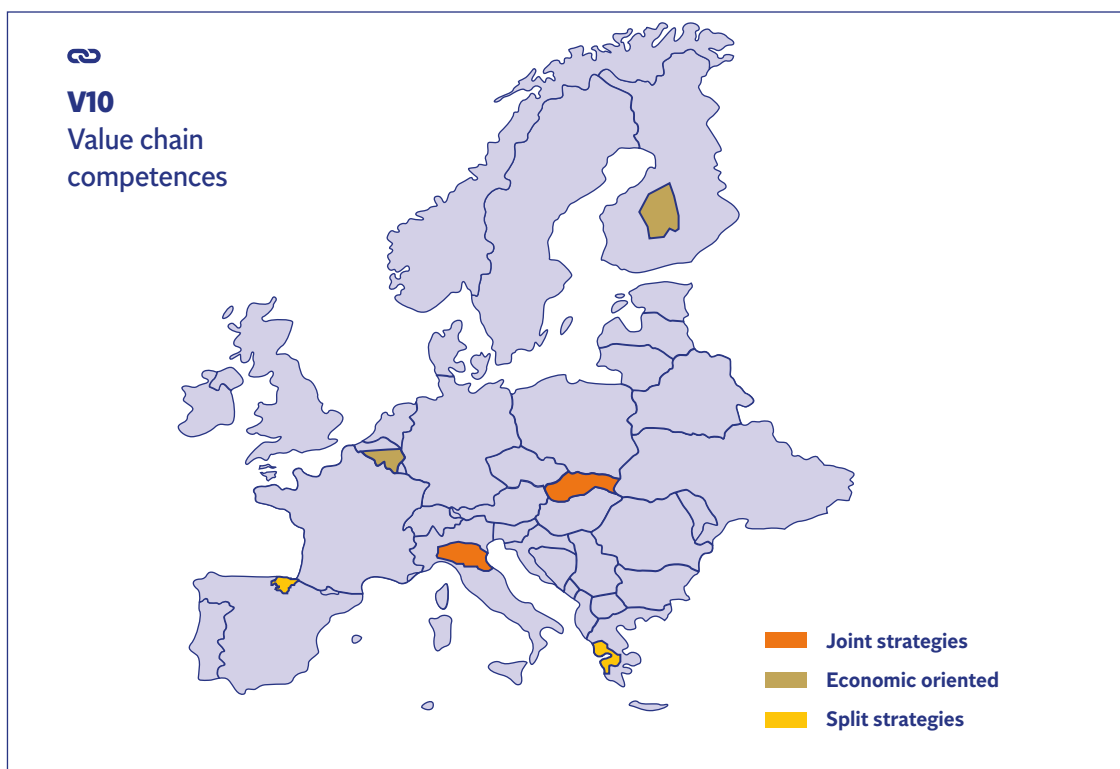 V10
Value chain
competences
Joint strategies
Economic oriented
Split strategies